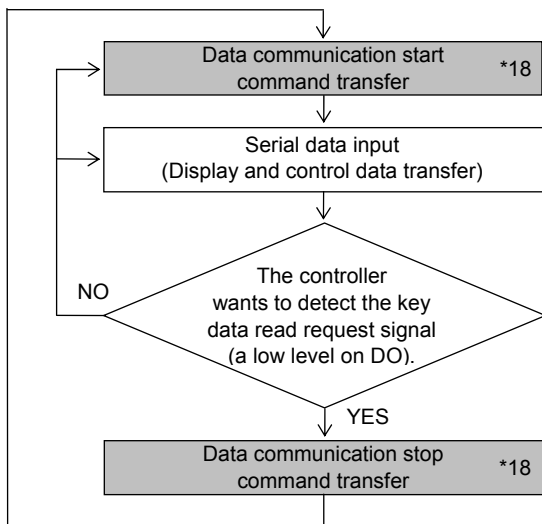 Data communication start
command transfer
*18
Serial data input
(Display and control data transfer)
The controller
wants to detect the key
data read request signal
(a low level on DO).
NO
YES
Data communication stop
command transfer
*18